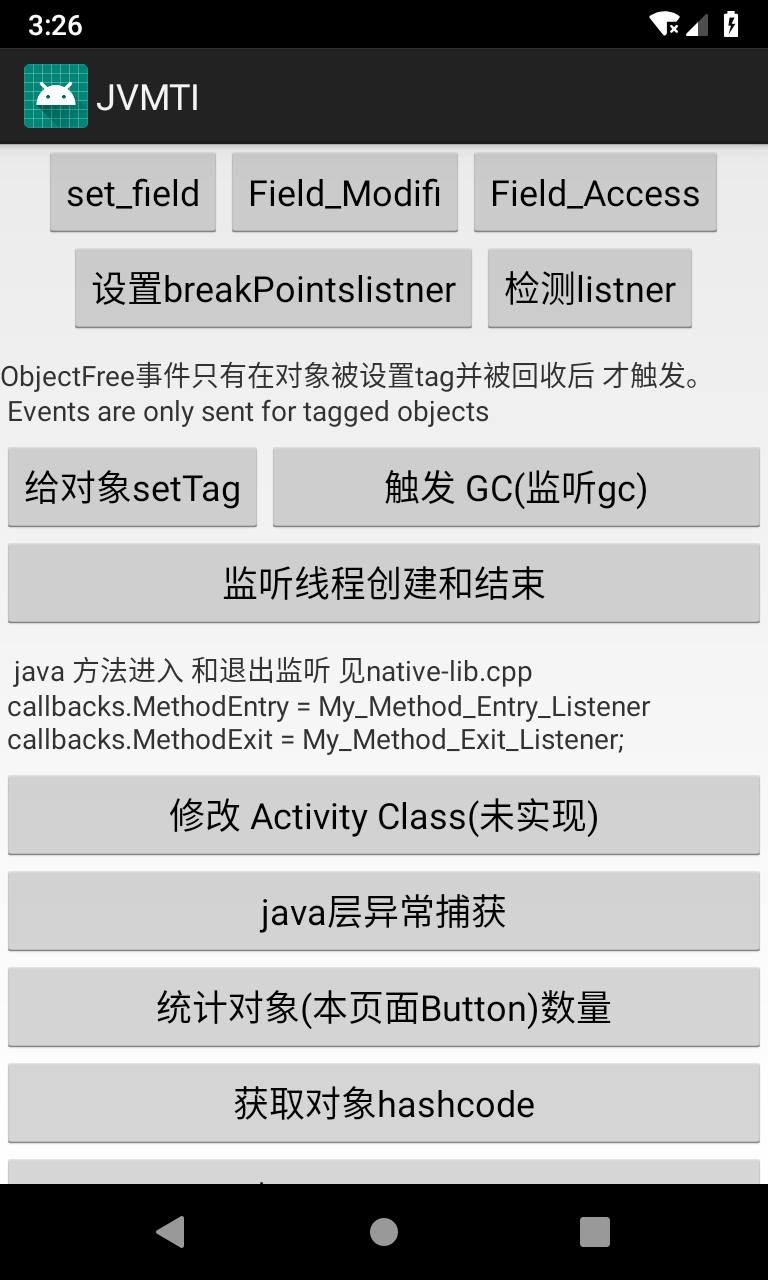 3:26
JVMTI
set_field
Field_Modifi
Field_Access
设置breakPointslistner
检测listner
ObjectFree事件只有在对象被设置tag并被回收后 才触发。
Events are only sent for tagged objects
给对象setTag
触发 GC(监听gc)
监听线程创建和结束
java 方法进入 和退出监听 见native-lib.cpp
callbacks.MethodEntry = My_Method_Entry_Listener
callbacks.MethodExit = My_Method_Exit_Listener;
修改 Activity Class(未实现)
java层异常捕获
统计对象(本页面Button)数量
获取对象hashcode